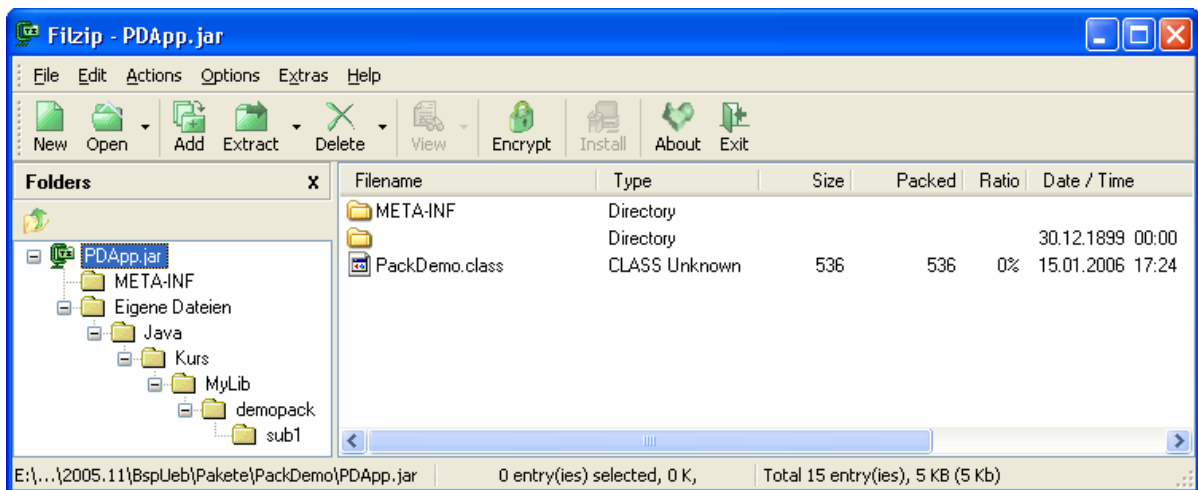 Filzip - PDApp.jar
File Edit Actions Options Extras Help
New Open Add Extract Delete View Encrypt Install About Exit
Folders x
Filename Type Size Packed Ratio Date / Time
META-INF Directory
Directory 30.12.1899 00:00
PackDemo.class CLASS Unknown 536 536 0% 15.01.2006 17:24
PDApp.jar
META-INF
Eigene Dateien
Java
Kurs
MyLib
demopack
sub1
E:\...\2005.11\BspUeb\Pakete\PackDemo\PDApp.jar 0 entry(ies) selected, 0 K, Total 15 entry(ies), 5 KB (5 Kb)